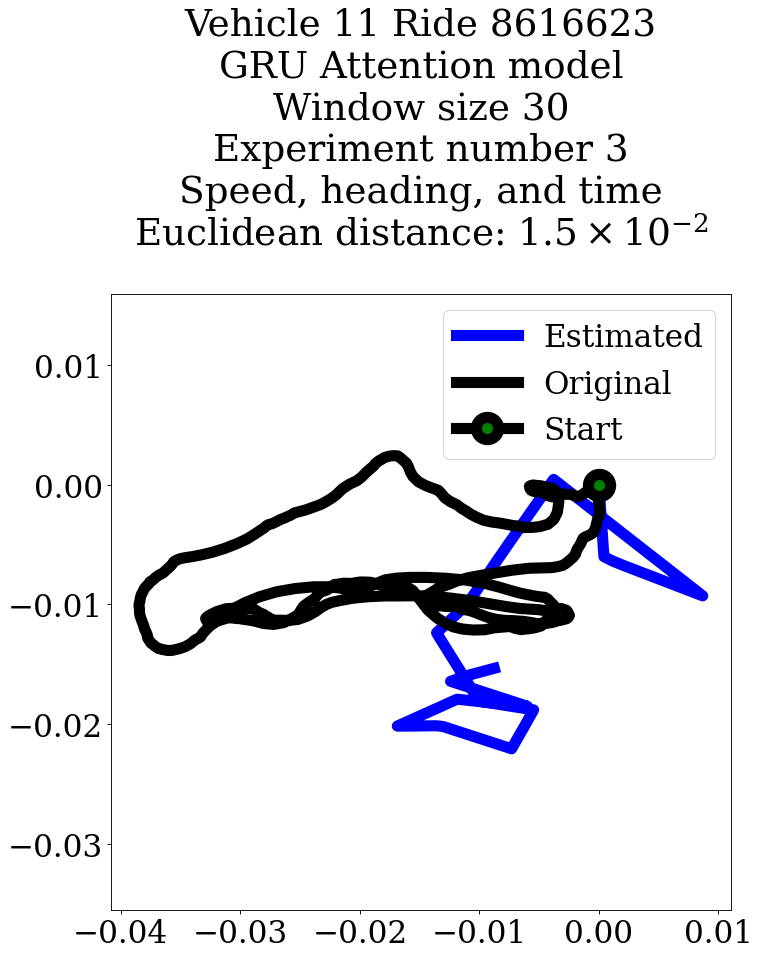 Vehicle 11 Ride 8616623
GRU Attention model
Window size 30
Experiment number 3
Speed, heading, and time
Euclidean distance: 1.5 × 10⁻²
Estimated
Original
Start
0.01
0.00
−0.01
−0.02
−0.03
−0.04 −0.03 −0.02 −0.01 0.00 0.01